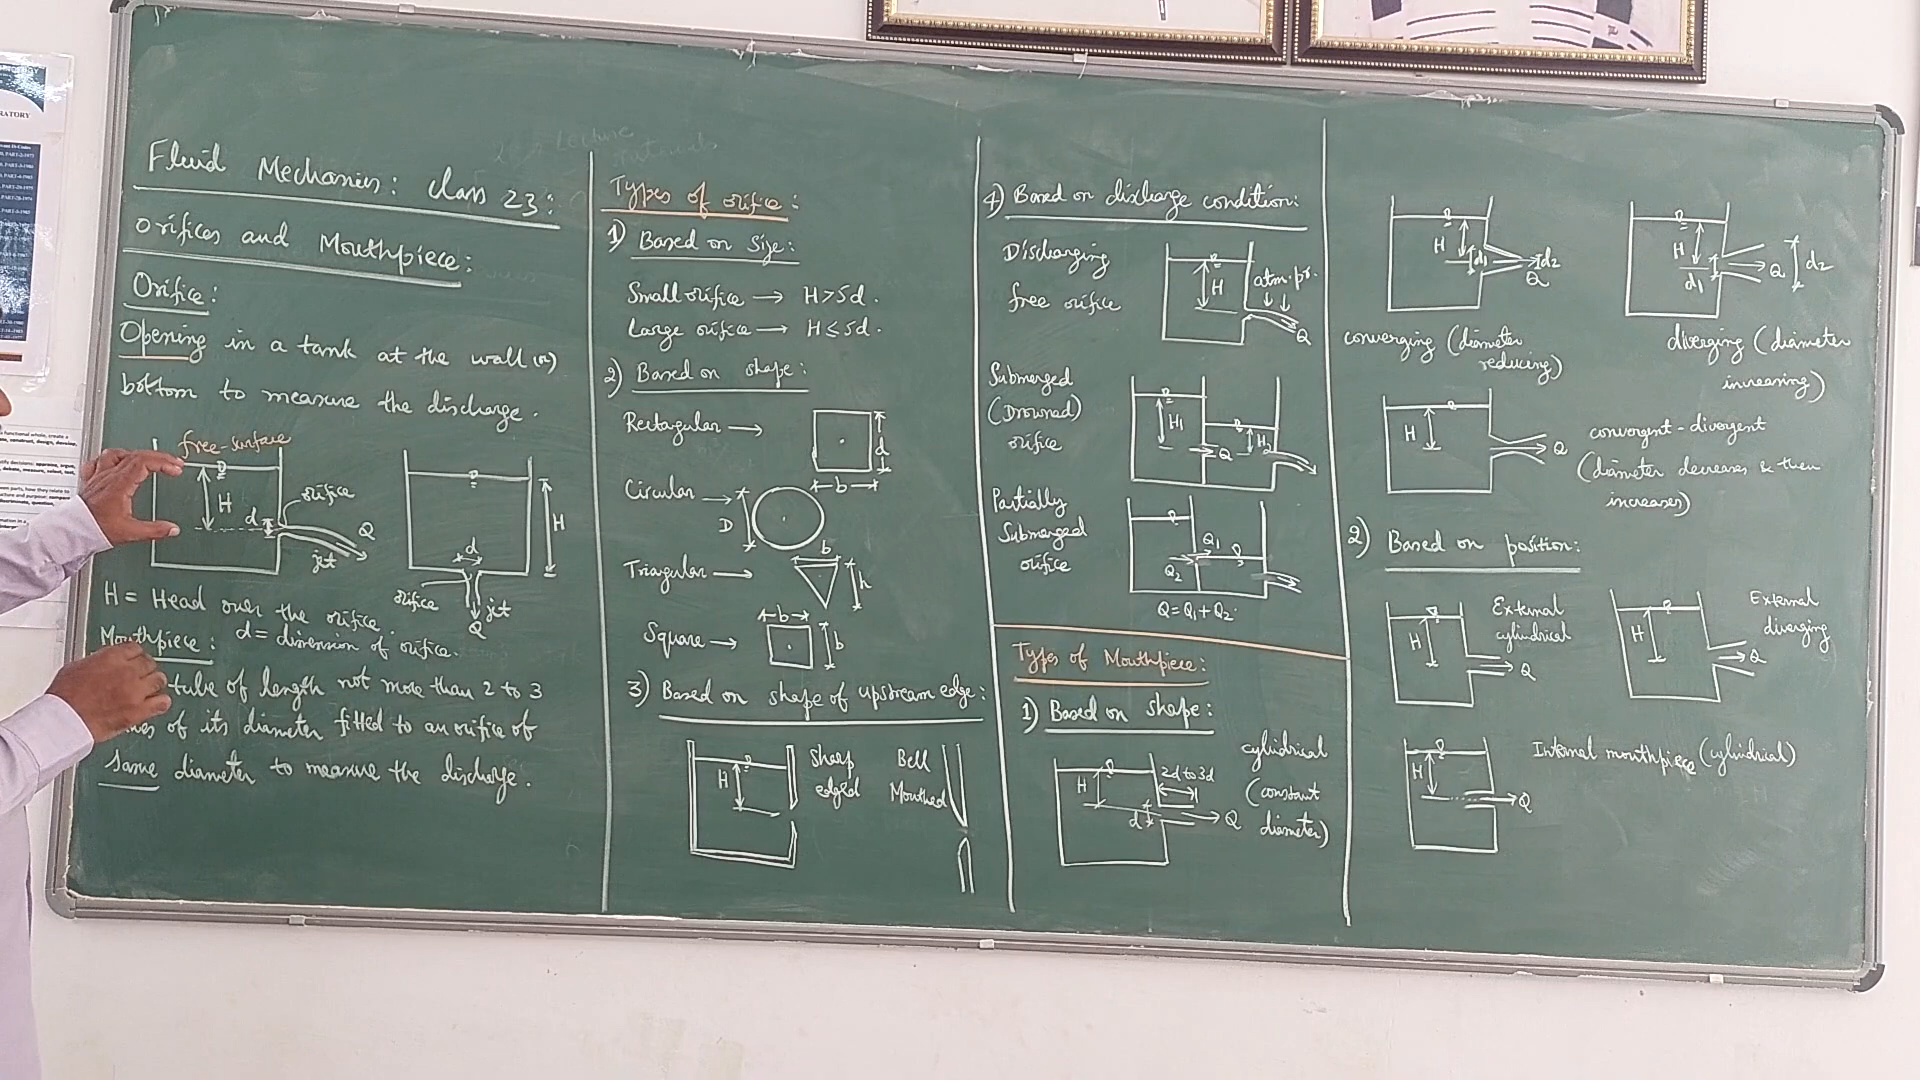 Fluid Mechanics: class 23:
Orifices and Mouthpiece:
Orifice:
Opening in a tank at the wall (or)
bottom to measure the discharge.
free-surface
H
d
orifice
Q
jet
H
d
orifice
jet
Q
H = Head over the orifice.
d = dimension of orifice.
Mouthpiece:
tube of length not more than 2 to 3
of its diameter fitted to an orifice of
same diameter to measure the discharge.
Types of orifice:
1) Based on Size:
Small orifice → H>5d.
Large orifice → H≤5d.
2) Based on shape:
Rectagular →
d
b
Circular →
D
Triagular →
b
h
Square →
b
b
3) Based on shape of upstream edge:
H
Sharp
edged
Bell
Mouthed
4) Based on discharge condition:
Discharging
free orifice
H
atm. pr.
Q
Submerged
(Drowned)
orifice
H1
Q
H2
Partially
Submerged
orifice
Q1
Q2
Q=Q1+Q2.
Types of Mouthpiece:
1) Based on shape:
H
2d to 3d
d
Q
cylidrical
(constant
diameter)
H
d1
d2
Q
converging (diameter
reducing)
H
d1
Q
d2
diverging (diameter
increasing)
H
Q
convergent-divergent
(diameter decreases & then
increases)
2) Based on position:
H
Q
External
cylindrical
H
Q
External
diverging
H
Q
Internal mouthpiece (cylidrical)